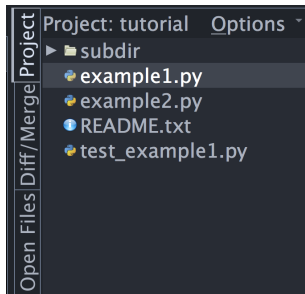 Project: tutorial Options
subdir
example1.py
example2.py
README.txt
test_example1.py
Project
Diff/Merge
Open Files